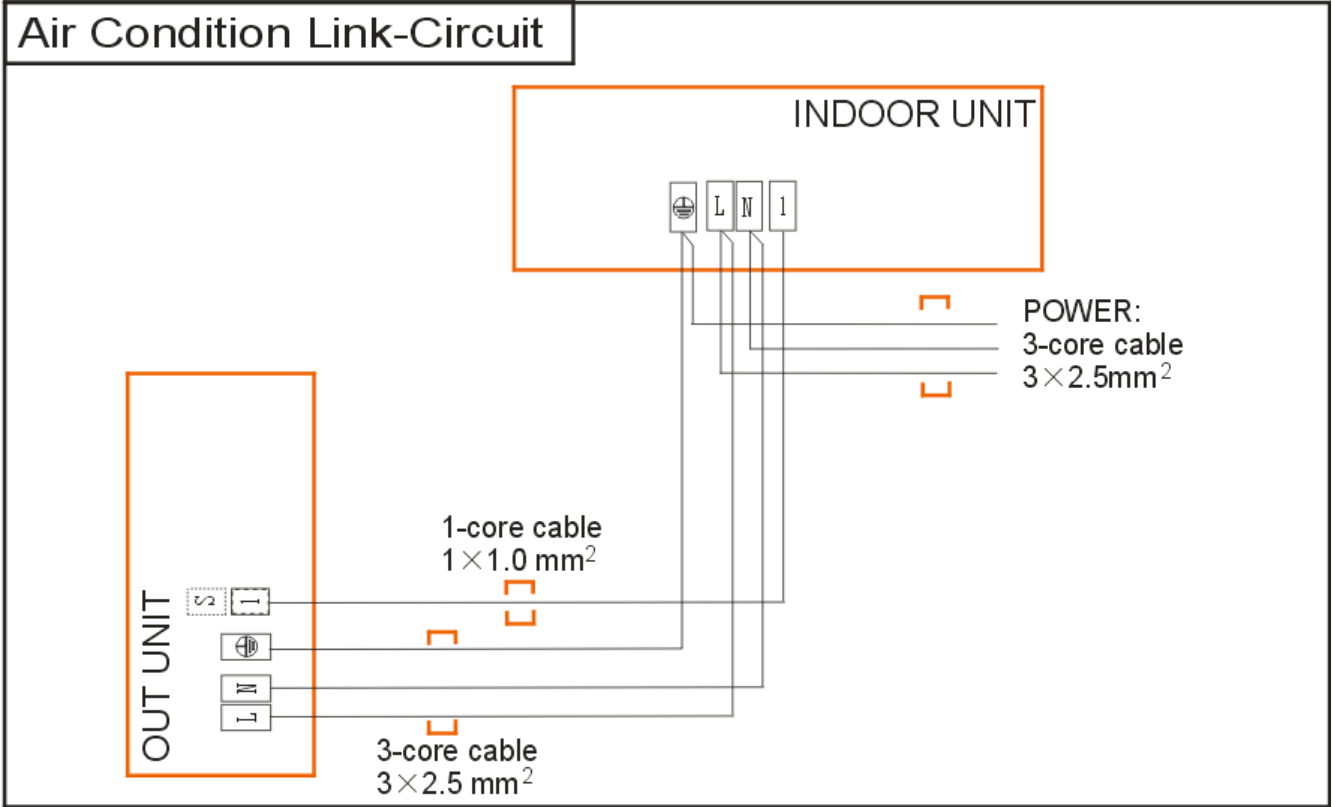 Air Condition Link-Circuit
INDOOR UNIT
L N 1
POWER:
3-core cable
3×2.5mm²
1-core cable
1×1.0 mm²
OUT UNIT
S 1
N
L
3-core cable
3×2.5 mm²